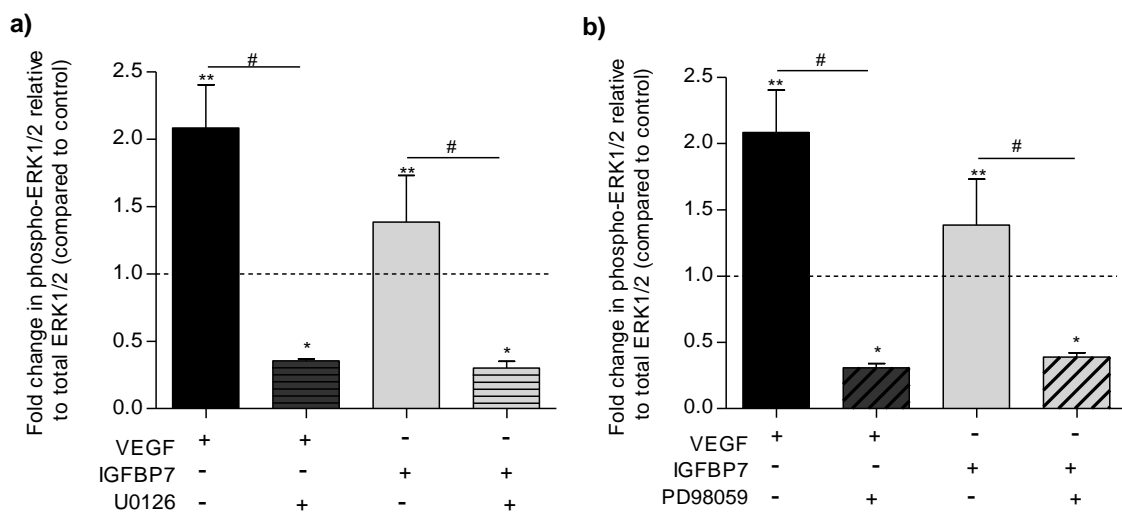 a)
Fold change in phospho-ERK1/2 relative
to total ERK1/2 (compared to control)
2.5
2.0
1.5
1.0
0.5
0.0
**
#
*
**
#
*
VEGF + + - -
IGFBP7 - - + +
U0126 - + - +
b)
Fold change in phospho-ERK1/2 relative
to total ERK1/2 (compared to control)
2.5
2.0
1.5
1.0
0.5
0.0
**
#
*
**
#
*
VEGF + + - -
IGFBP7 - - + +
PD98059 - + - +